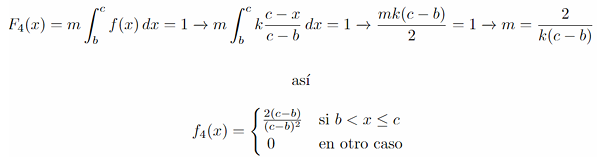 $F_4(x) = m \int_b^c f(x)\,dx = 1 \rightarrow m \int_b^c k\frac{c-x}{c-b}\,dx = 1 \rightarrow \frac{mk(c-b)}{2} = 1 \rightarrow m = \frac{2}{k(c-b)}$
así
$f_4(x) = \begin{cases} \frac{2(c-b)}{(c-b)^2} & \text{si } b < x \leq c \\ 0 & \text{en otro caso} \end{cases}$